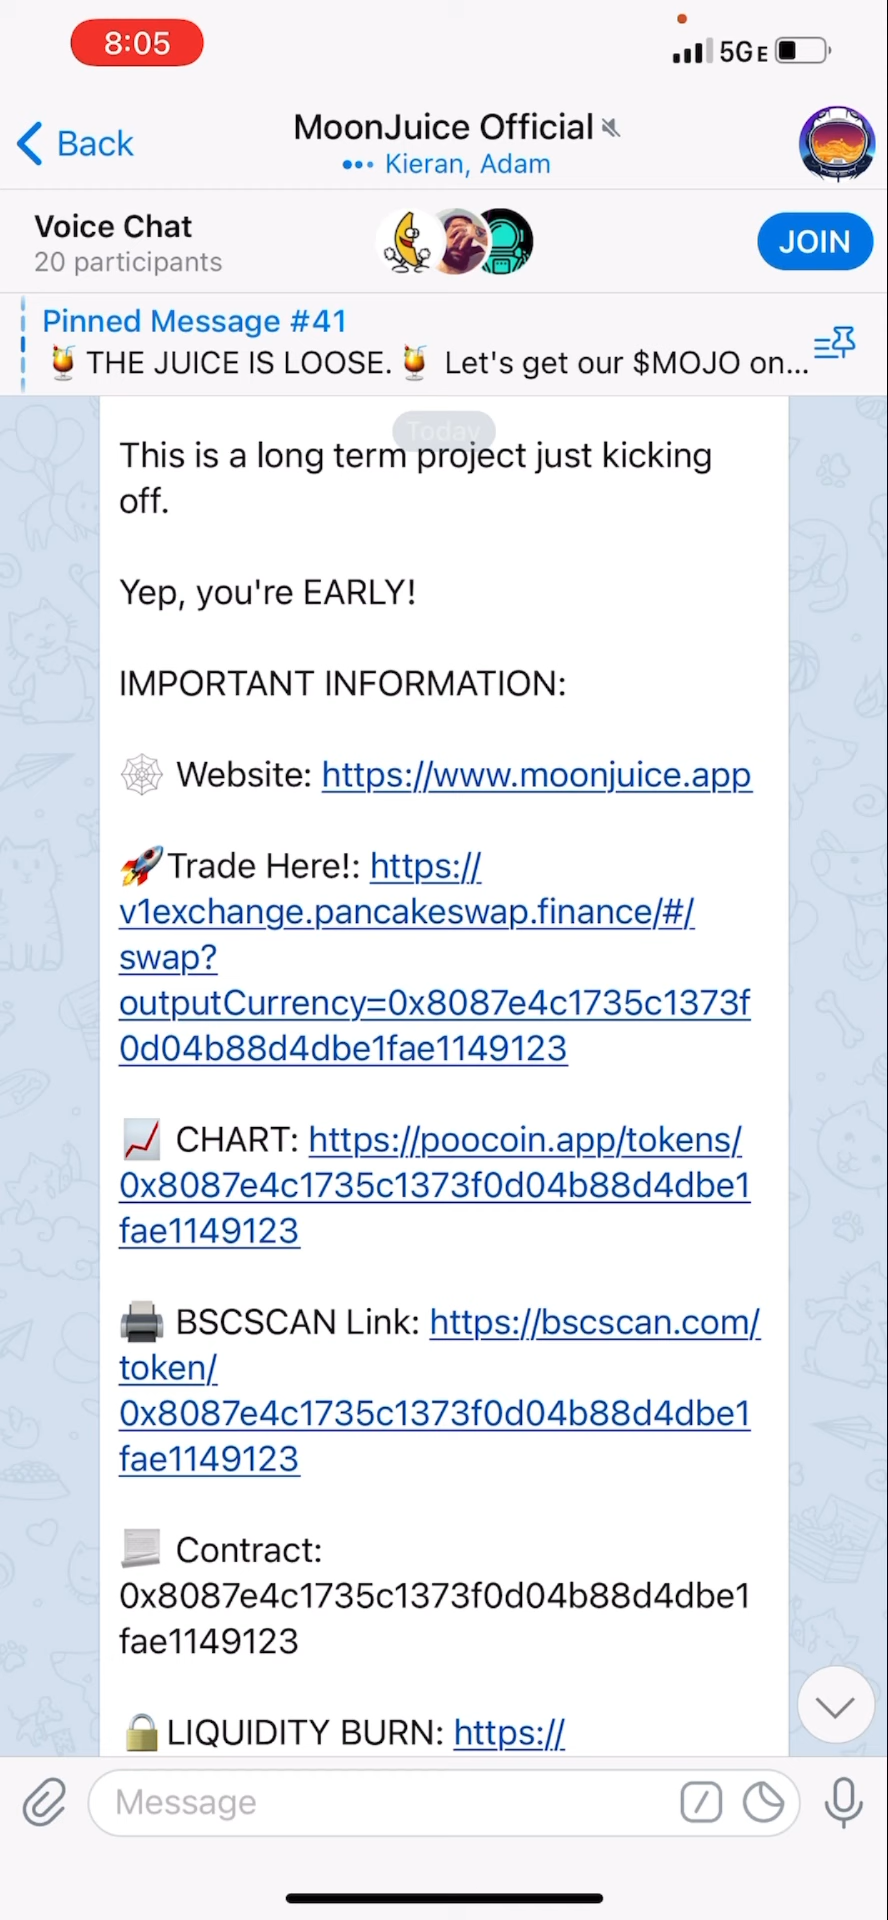 8:05
5GE
Back
MoonJuice Official
Kieran, Adam
Voice Chat
20 participants
JOIN
Pinned Message #41
🍹 THE JUICE IS LOOSE. 🍹 Let's get our $MOJO on...
Today
This is a long term project just kicking
off.
Yep, you're EARLY!
IMPORTANT INFORMATION:
🕸 Website: https://www.moonjuice.app
🚀Trade Here!: https://
v1exchange.pancakeswap.finance/#/
swap?
outputCurrency=0x8087e4c1735c1373f
0d04b88d4dbe1fae1149123
📈 CHART: https://poocoin.app/tokens/
0x8087e4c1735c1373f0d04b88d4dbe1
fae1149123
🖨 BSCSCAN Link: https://bscscan.com/
token/
0x8087e4c1735c1373f0d04b88d4dbe1
fae1149123
📃 Contract:
0x8087e4c1735c1373f0d04b88d4dbe1
fae1149123
🔒LIQUIDITY BURN: https://
Message